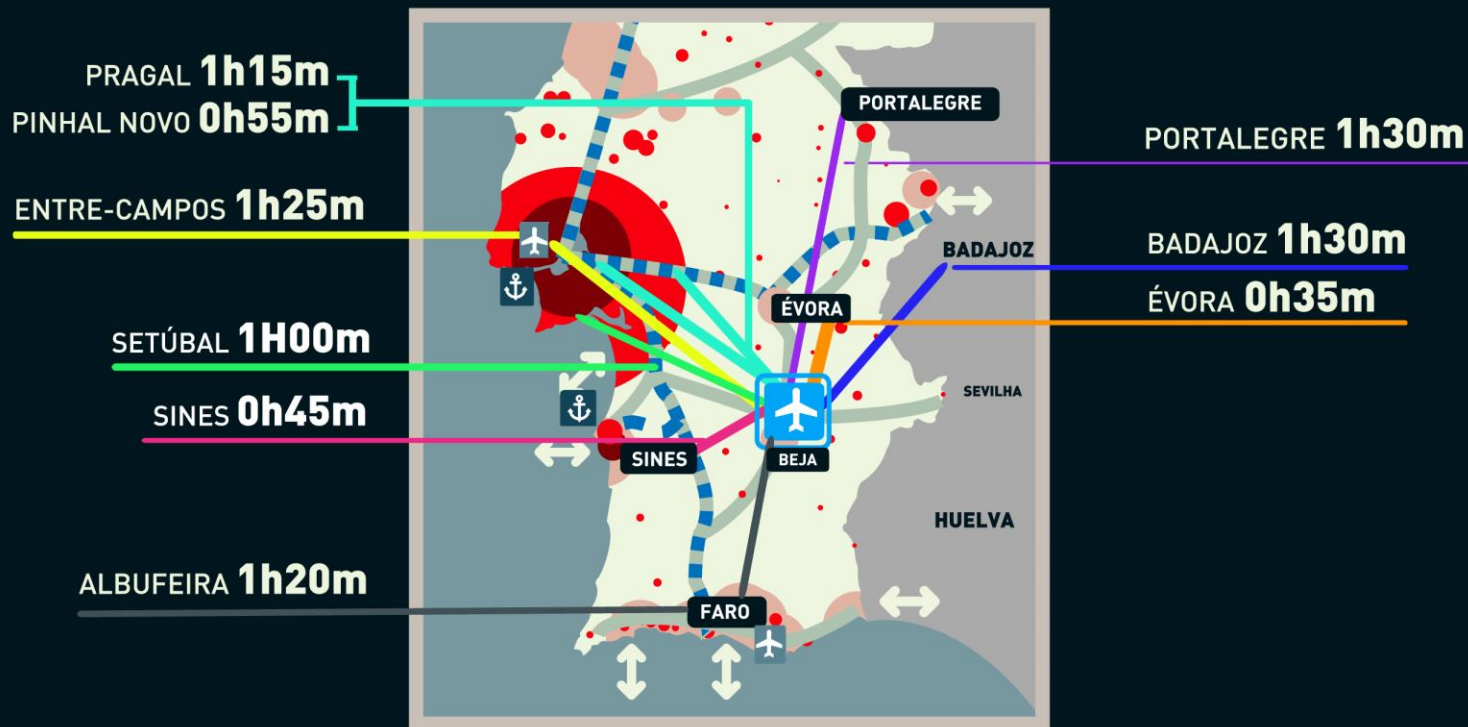 PRAGAL 1h15m
PINHAL NOVO 0h55m
ENTRE-CAMPOS 1h25m
SETÚBAL 1H00m
SINES 0h45m
ALBUFEIRA 1h20m
PORTALEGRE
BADAJOZ
ÉVORA
SEVILHA
SINES
BEJA
HUELVA
FARO
PORTALEGRE 1h30m
BADAJOZ 1h30m
ÉVORA 0h35m